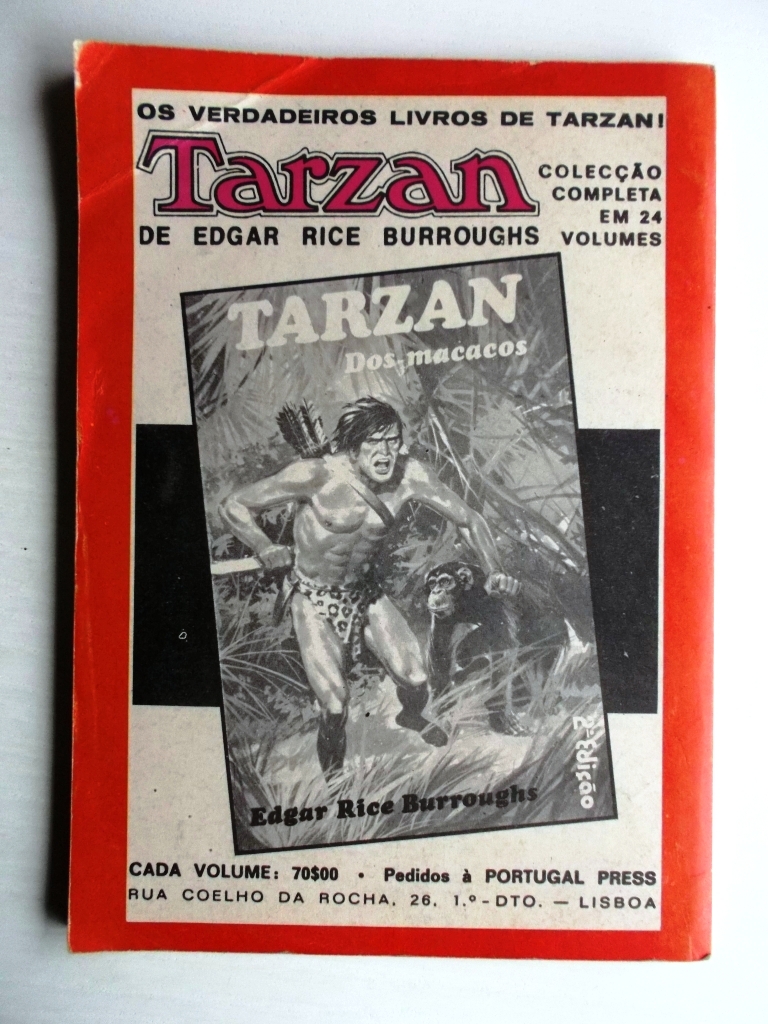 OS VERDADEIROS LIVROS DE TARZAN!
Tarzan
COLECÇÃO
COMPLETA
EM 24
VOLUMES
DE EDGAR RICE BURROUGHS
TARZAN
Dos-macacos
2ª Edição
Edgar Rice Burroughs
CADA VOLUME: 70$00 • Pedidos à PORTUGAL PRESS
RUA COELHO DA ROCHA, 26, 1.º - DTO. — LISBOA